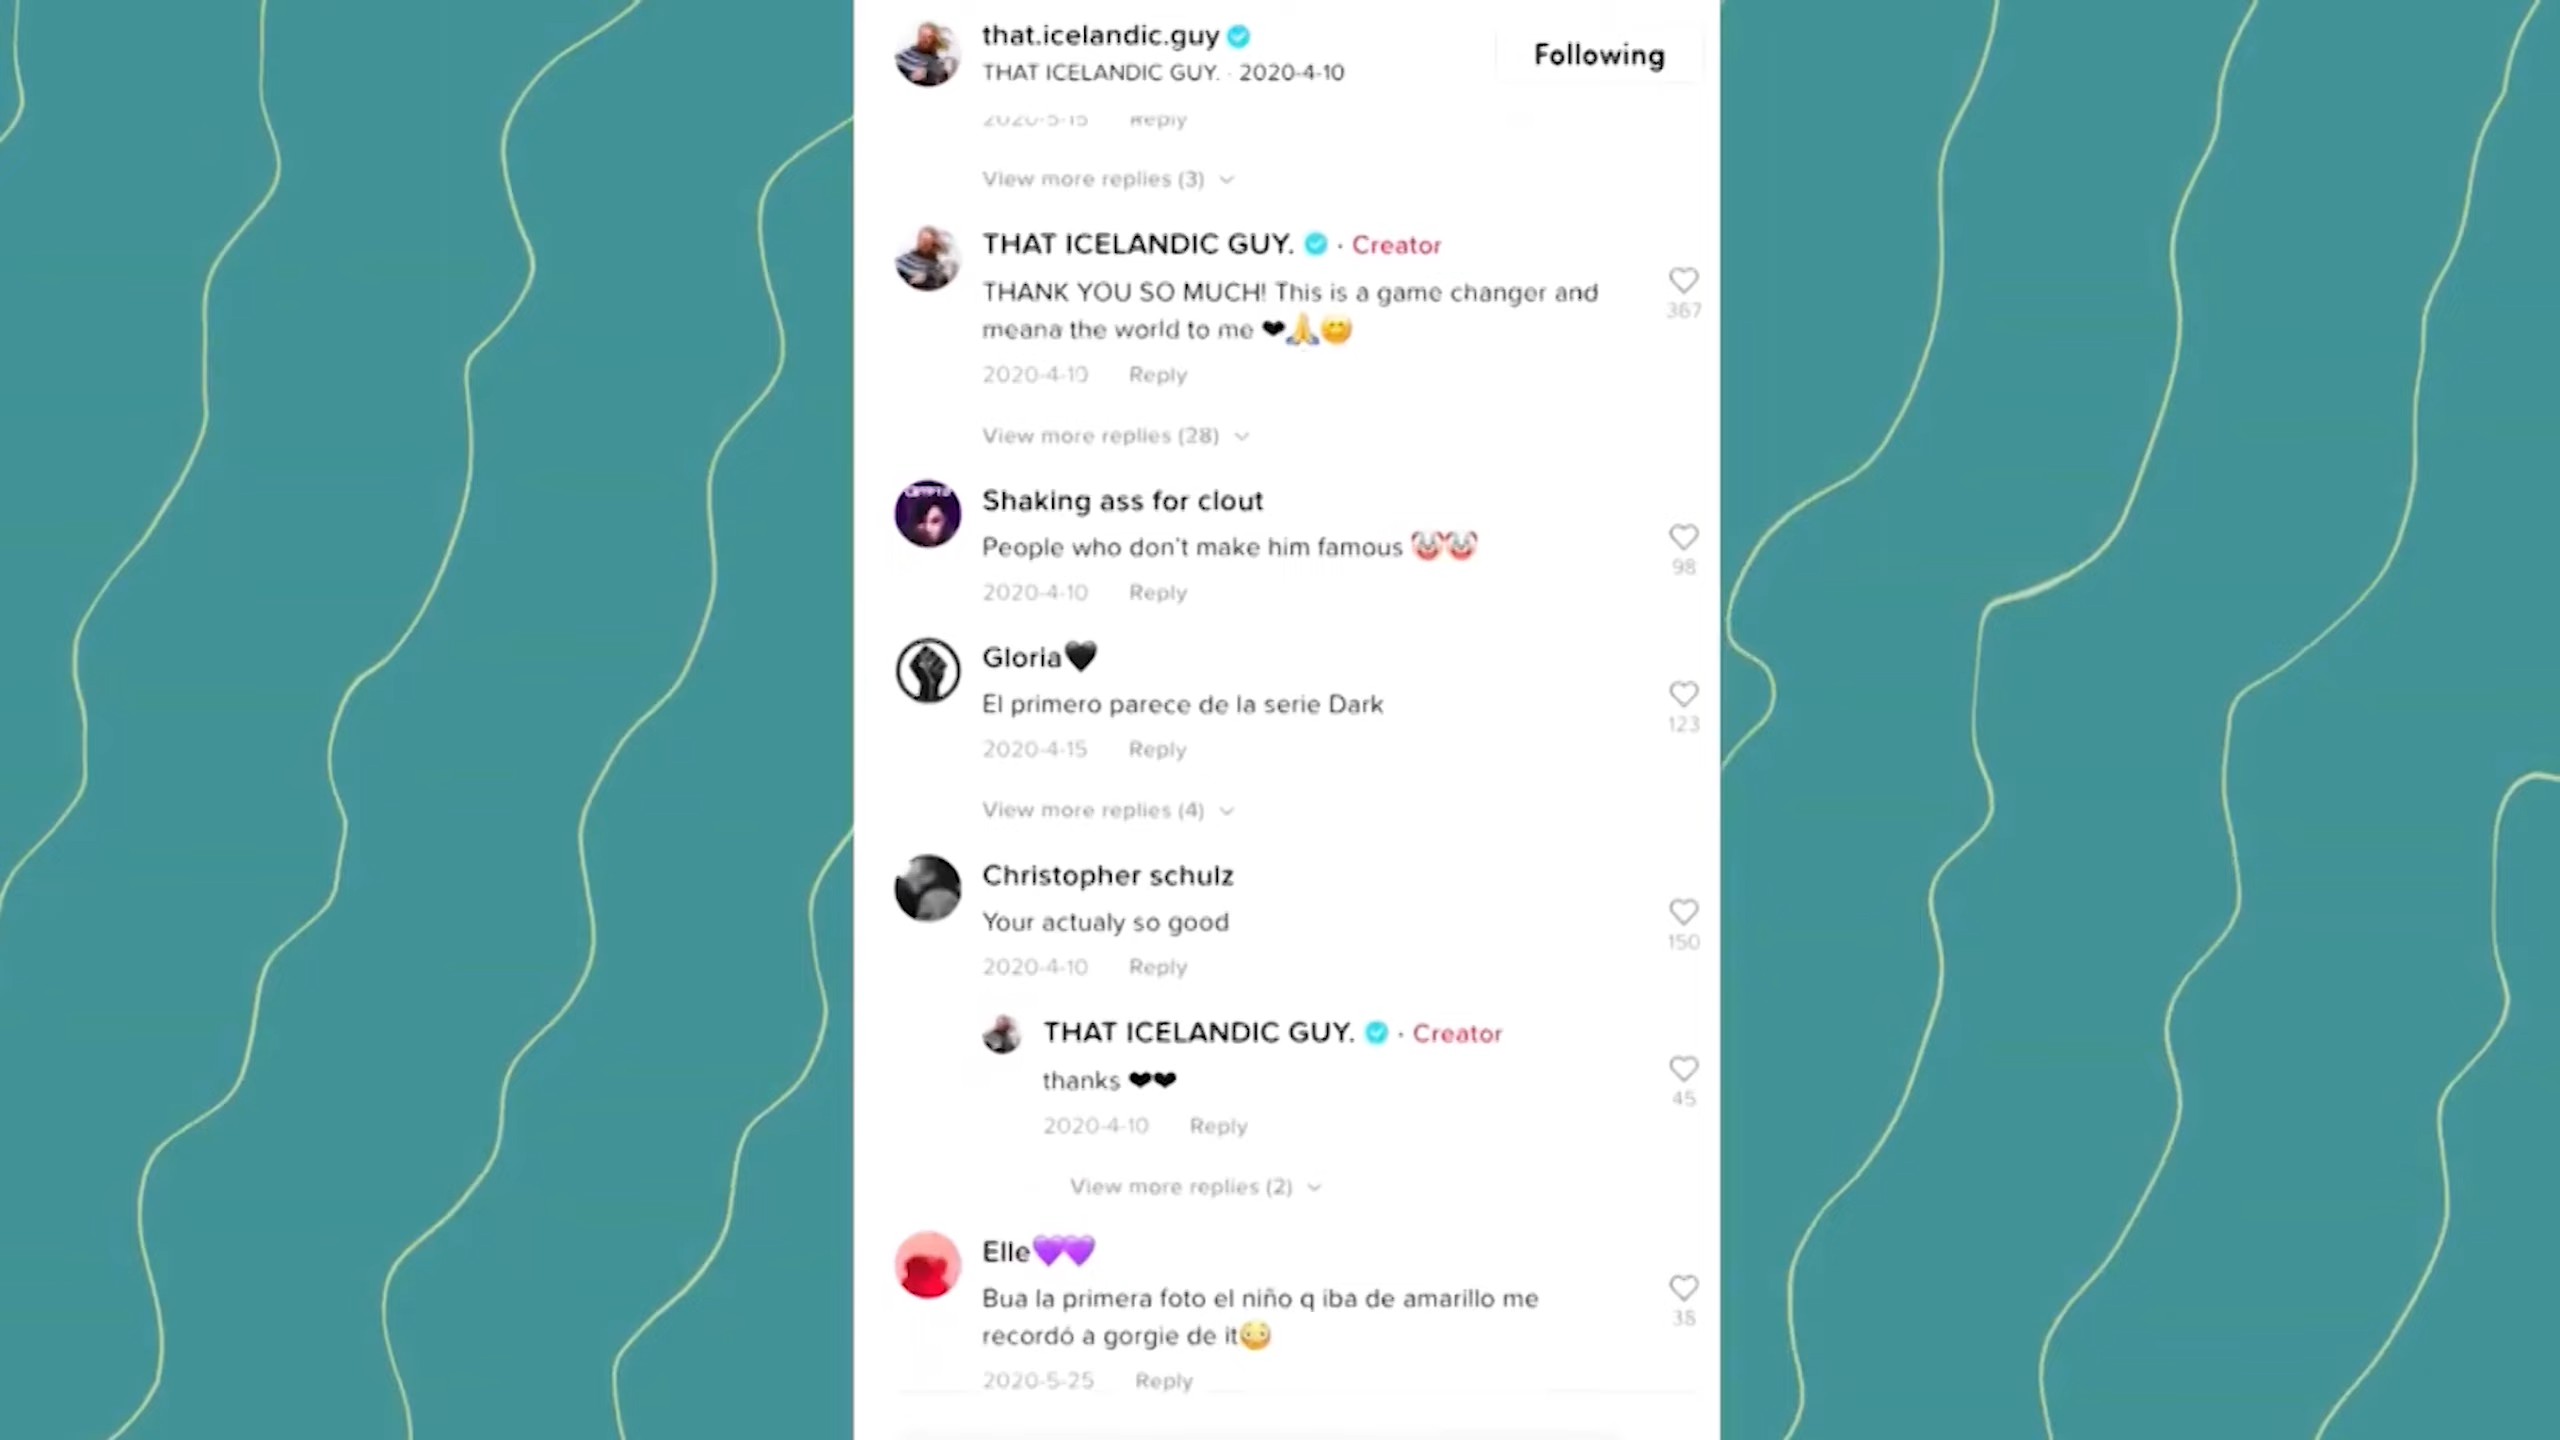 that.icelandic.guy
THAT ICELANDIC GUY. · 2020-4-10
Following
2020-5-15 Reply
View more replies (3)
THAT ICELANDIC GUY. · Creator
THANK YOU SO MUCH! This is a game changer and
meana the world to me ❤🙏😊
367
2020-4-10 Reply
View more replies (28)
Shaking ass for clout
People who don't make him famous 🤡🤡
98
2020-4-10 Reply
Gloria🖤
El primero parece de la serie Dark
123
2020-4-15 Reply
View more replies (4)
Christopher schulz
Your actualy so good
150
2020-4-10 Reply
THAT ICELANDIC GUY. · Creator
thanks ❤❤
45
2020-4-10 Reply
View more replies (2)
Elle💜💜
Bua la primera foto el niño q iba de amarillo me
recordó a gorgie de it😳
38
2020-5-25 Reply